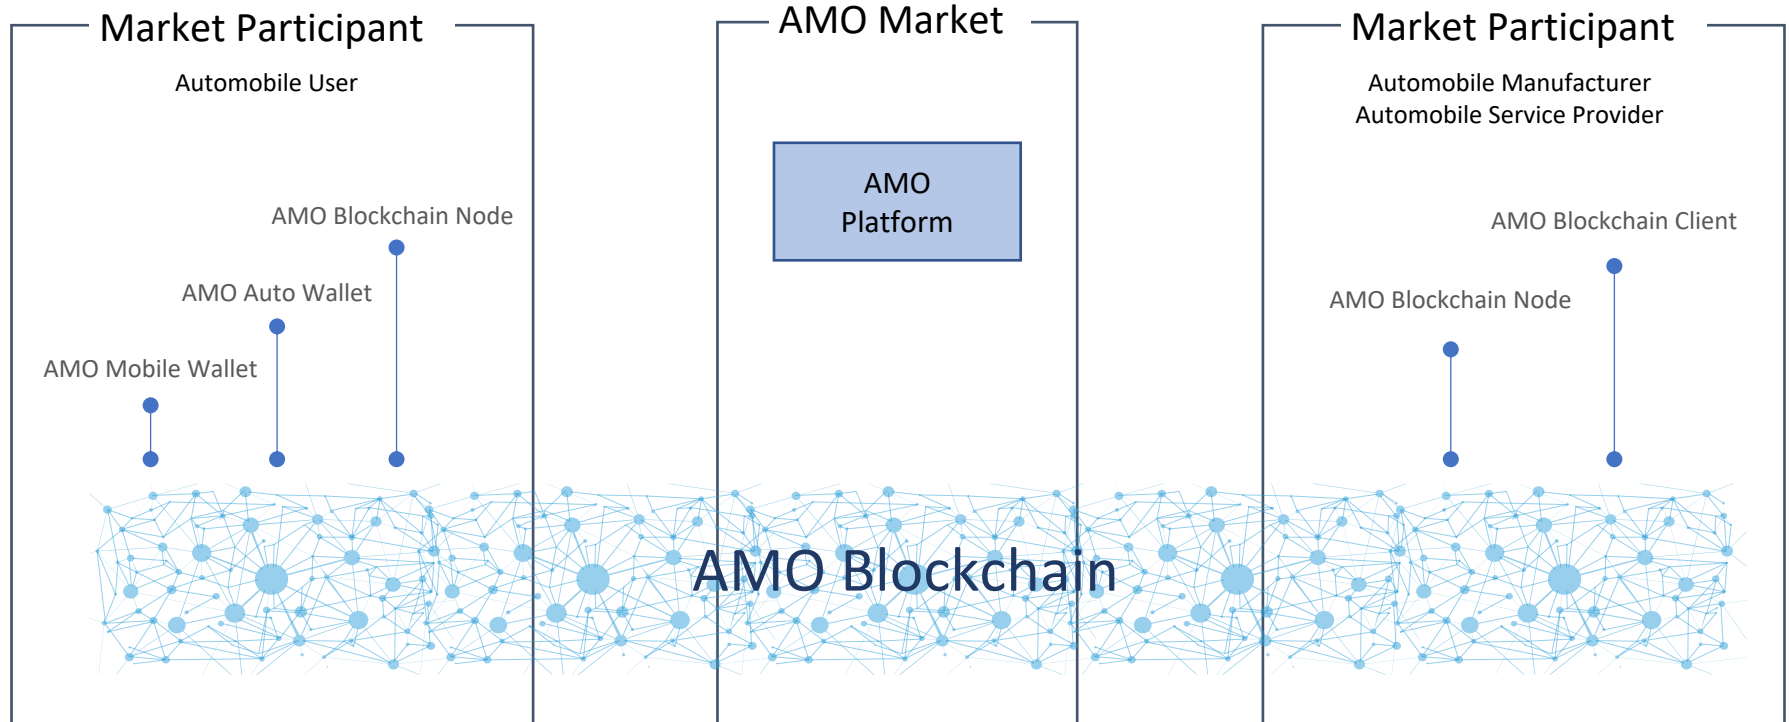 Market Participant
Automobile User
AMO Blockchain Node
AMO Auto Wallet
AMO Mobile Wallet
AMO Market
AMO
Platform
Market Participant
Automobile Manufacturer
Automobile Service Provider
AMO Blockchain Client
AMO Blockchain Node
AMO Blockchain